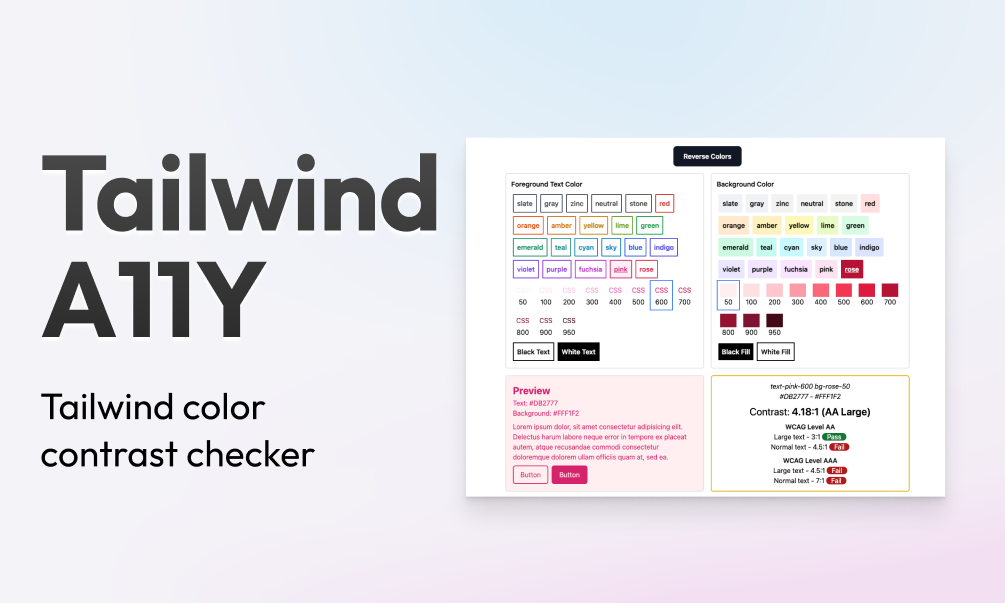 Tailwind
A11Y
Tailwind color
contrast checker
Reverse Colors
Foreground Text Color
slate gray zinc neutral stone red
orange amber yellow lime green
emerald teal cyan sky blue indigo
violet purple fuchsia pink rose
CSS CSS CSS CSS CSS CSS CSS CSS
50 100 200 300 400 500 600 700
CSS CSS CSS
800 900 950
Black Text White Text
Background Color
slate gray zinc neutral stone red
orange amber yellow lime green
emerald teal cyan sky blue indigo
violet purple fuchsia pink rose
50 100 200 300 400 500 600 700
800 900 950
Black Fill White Fill
Preview
Text: #DB2777
Background: #FFF1F2
Lorem ipsum dolor, sit amet consectetur adipisicing elit.
Delectus harum labore neque error in tempore ex placeat
autem, atque recusandae commodi consectetur
doloremque dolorem ullam officiis quam at, sed ea.
Button Button
text-pink-600 bg-rose-50
#DB2777 - #FFF1F2
Contrast: 4.18:1 (AA Large)
WCAG Level AA
Large text - 3:1 Pass
Normal text - 4.5:1 Fail
WCAG Level AAA
Large text - 4.5:1 Fail
Normal text - 7:1 Fail